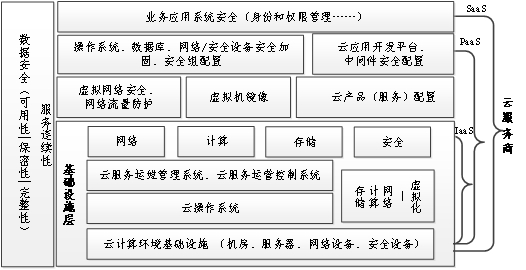 业务应用系统安全（身份和权限管理……）
SaaS
操作系统、数据库、网络/安全设备安全加
固、安全组配置
云应用开发平台、
中间件安全配置
PaaS
虚拟网络安全、
网络流量防护
虚拟机镜像
云产品（服务）配置
IaaS
网络
计算
存储
安全
云服务运维管理系统、云服务运营控制系统
云操作系统
存储
计算
网络
｜
虚拟化
云计算环境基础设施（机房、服务器、网络设备、安全设备）
基础设施层
数据安全（可用性|保密性|完整性）
服务连续性
云服务商